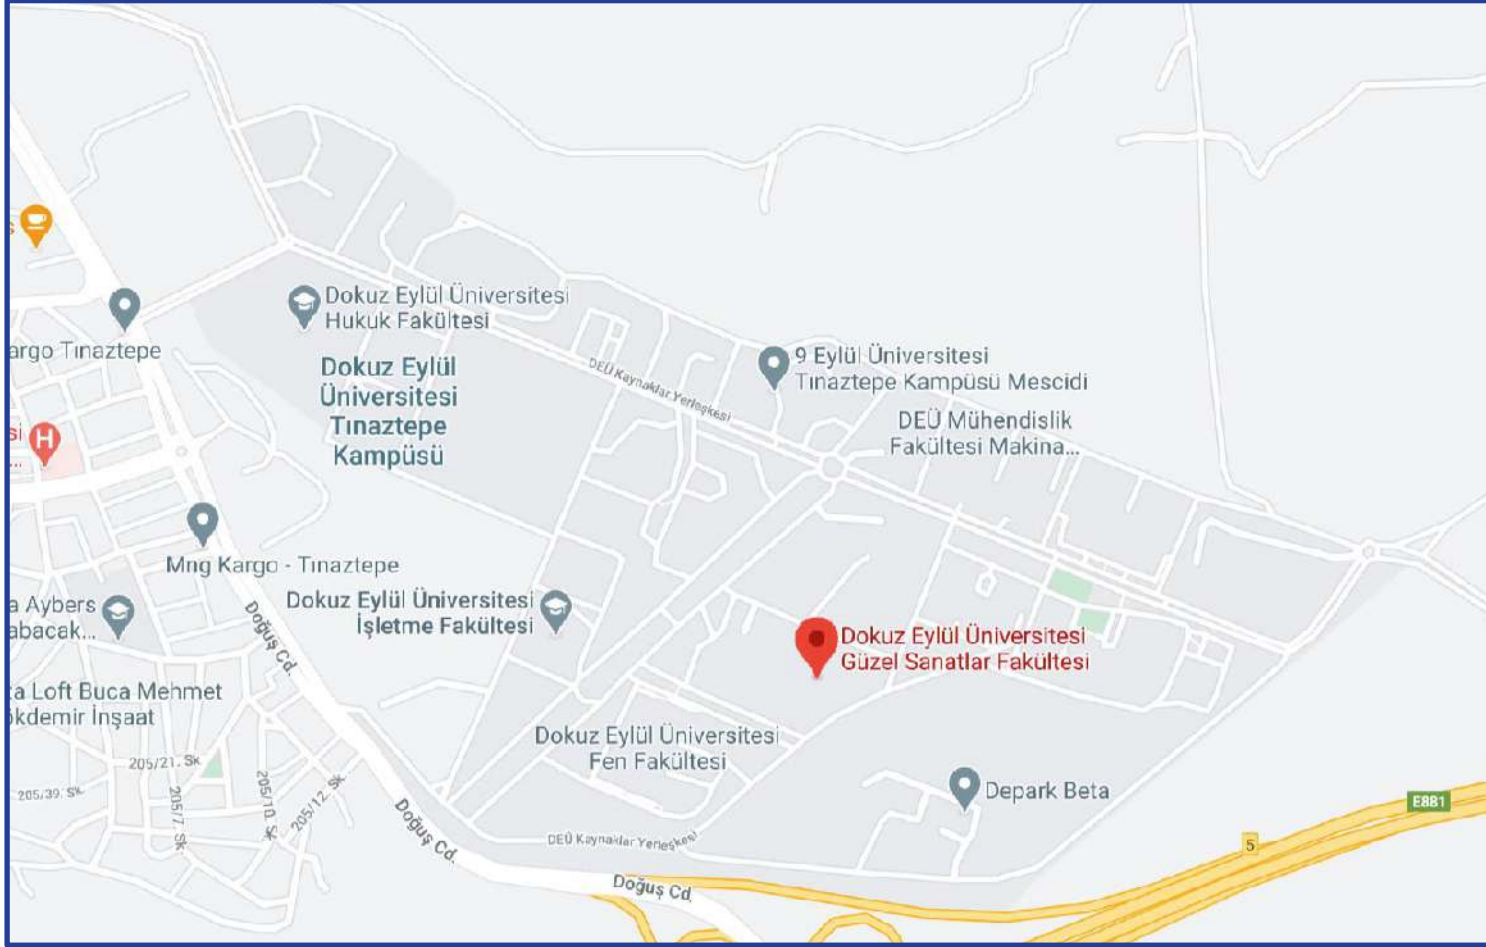 Dokuz Eylül Üniversitesi
Hukuk Fakültesi
argo Tınaztepe
Dokuz Eylül
Üniversitesi
Tınaztepe
Kampüsü
DEÜ Kaynaklar Yerleşkesi
9 Eylül Üniversitesi
Tınaztepe Kampüsü Mescidi
DEÜ Mühendislik
Fakültesi Makina...
si
H
...
Mng Kargo - Tınaztepe
a Aybers
abacak...
Dokuz Eylül Üniversitesi
İşletme Fakültesi
Doğuş Cd.
Dokuz Eylül Üniversitesi
Güzel Sanatlar Fakültesi
a Loft Buca Mehmet
kdemir İnşaat
Dokuz Eylül Üniversitesi
Fen Fakültesi
205/21. Sk
205/39. Sk
205/7. Sk
205/10. Sk
205/12. Sk
Doğuş Cd.
Depark Beta
E881
5
DEÜ Kaynaklar Yerleşkesi
Doğuş Cd.